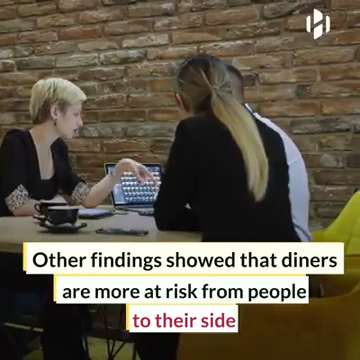 Other findings showed that diners
are more at risk from people
to their side